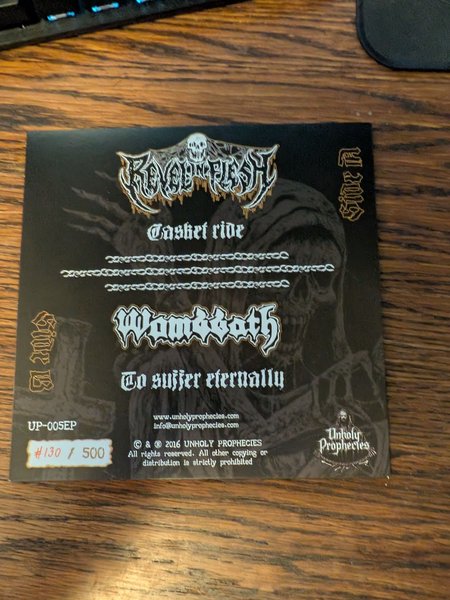 Revel in Flesh
Side A
Casket ride
Wombbath
Side B
To suffer eternally
www.unholyprophecies.com
info@unholyprophecies.com
UP-005EP
#130 / 500
© & ℗ 2016 UNHOLY PROPHECIES
All rights reserved. All other copying or
distribution is strictly prohibited
Unholy
Prophecies